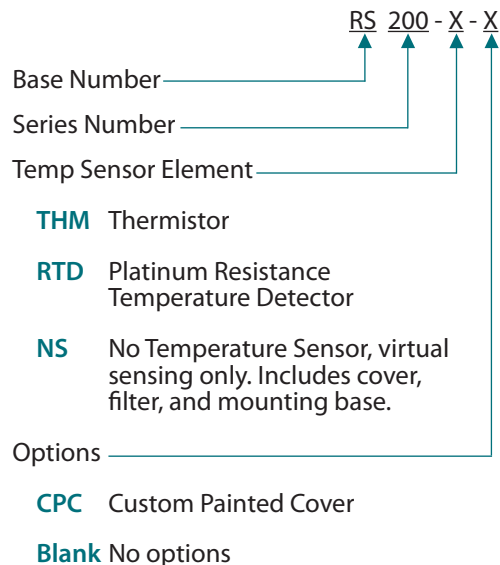 RS 200 - X - X
Base Number
Series Number
Temp Sensor Element
THM Thermistor
RTD Platinum Resistance
Temperature Detector
NS No Temperature Sensor, virtual
sensing only. Includes cover,
filter, and mounting base.
Options
CPC Custom Painted Cover
Blank No options